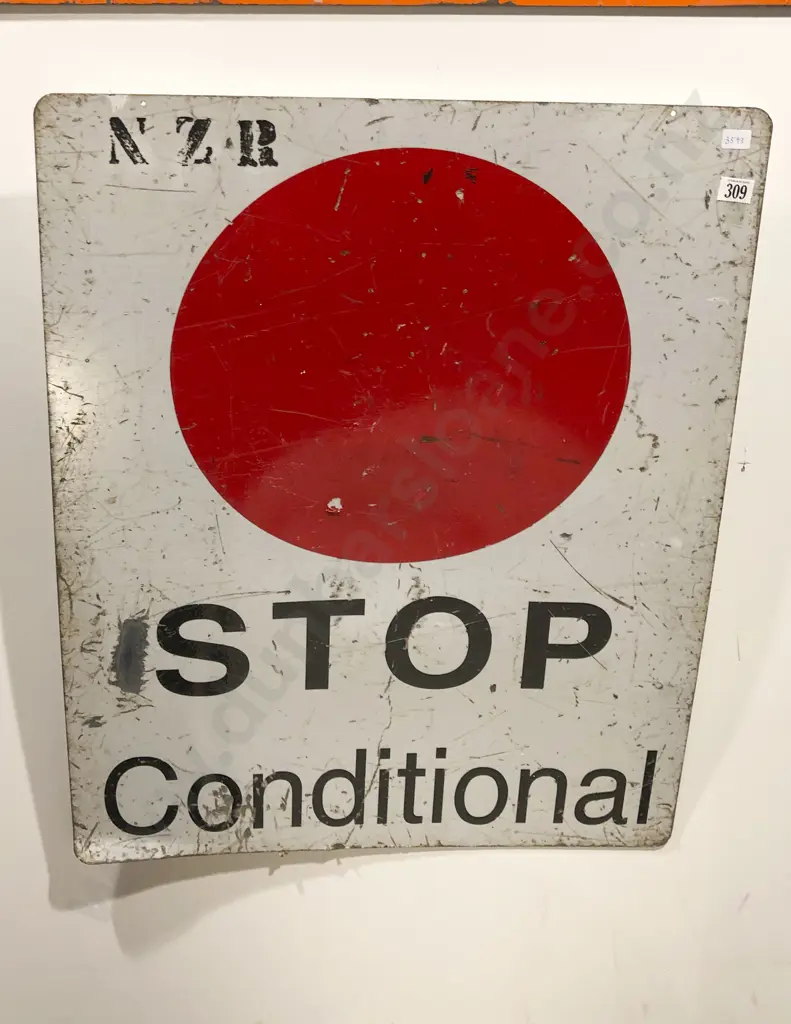 NZR
309
STOP
Conditional